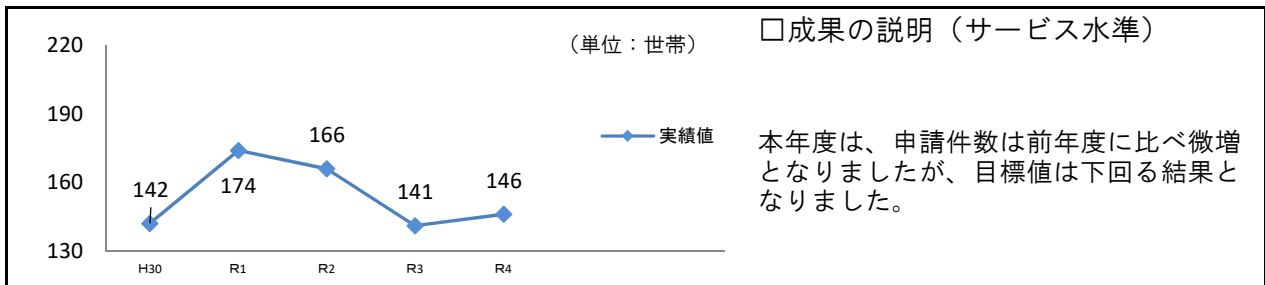 220
190
160
130
(単位：世帯)
実績値
142
174
166
141
146
H30
R1
R2
R3
R4
□成果の説明（サービス水準）
本年度は、申請件数は前年度に比べ微増
となりましたが、目標値は下回る結果と
なりました。